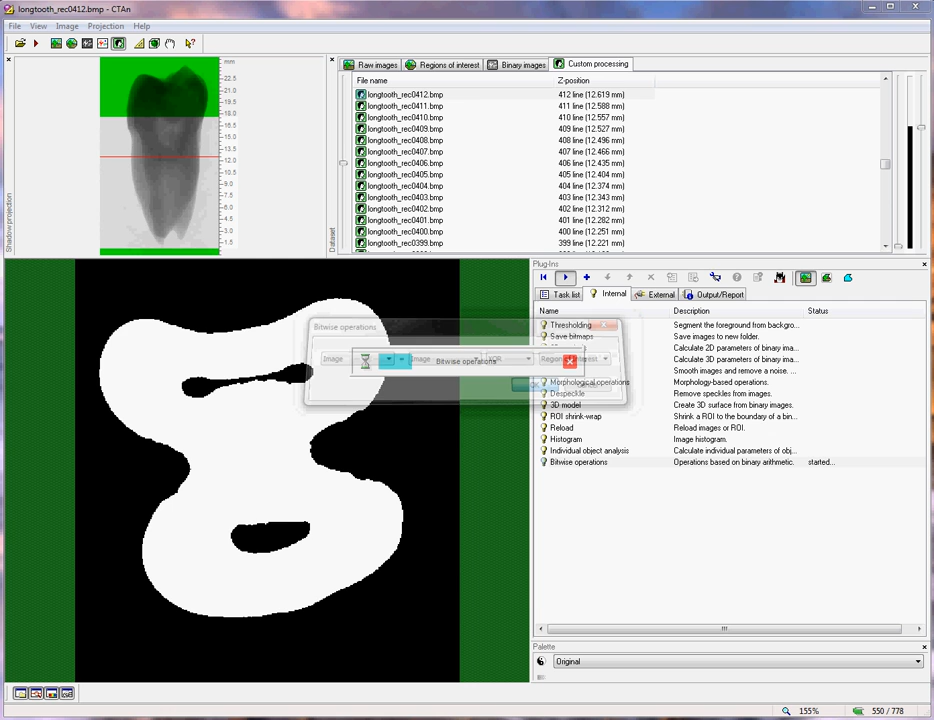 longtooth_rec0412.bmp - CTAn
File View Image Projection Help
mm
22.5
21.0
19.5
18.0
16.5
15.0
13.5
12.0
10.5
9.0
7.5
6.0
4.5
3.0
1.5
Shadow projection
Dataset
Raw images Regions of interest Binary images Custom processing
File name Z-position
longtooth_rec0412.bmp 412 line (12.619 mm)
longtooth_rec0411.bmp 411 line (12.588 mm)
longtooth_rec0410.bmp 410 line (12.557 mm)
longtooth_rec0409.bmp 409 line (12.527 mm)
longtooth_rec0408.bmp 408 line (12.496 mm)
longtooth_rec0407.bmp 407 line (12.466 mm)
longtooth_rec0406.bmp 406 line (12.435 mm)
longtooth_rec0405.bmp 405 line (12.404 mm)
longtooth_rec0404.bmp 404 line (12.374 mm)
longtooth_rec0403.bmp 403 line (12.343 mm)
longtooth_rec0402.bmp 402 line (12.312 mm)
longtooth_rec0401.bmp 401 line (12.282 mm)
longtooth_rec0400.bmp 400 line (12.251 mm)
longtooth_rec0399.bmp 399 line (12.221 mm)
Plug-Ins
Task list Internal External Output/Report
Name Description Status
Thresholding Segment the foreground from backgro...
Save bitmaps Save images to new folder.
Calculate 2D parameters of binary ima...
Calculate 3D parameters of binary ima...
Smooth images and remove a noise. ...
Morphological operations Morphology-based operations.
Despeckle Remove speckles from images.
3D model Create 3D surface from binary images.
ROI shrink-wrap Shrink a ROI to the boundary of a bin...
Reload Reload images or ROI.
Histogram Image histogram.
Individual object analysis Calculate individual parameters of obj...
Bitwise operations Operations based on binary arithmetic. started...
Bitwise operations
Image Image
Bitwise operations
Palette
Original
155% 550 / 778